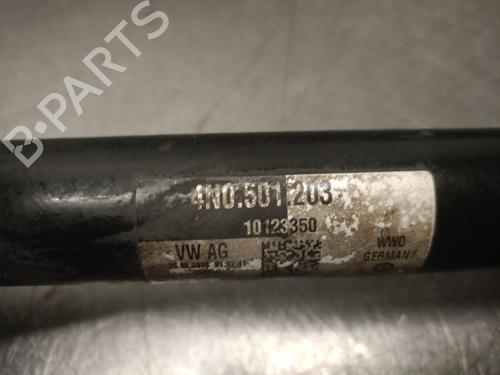 B-PARTS
4N0.501 203
10123350
VW AG
WWO
GERMANY